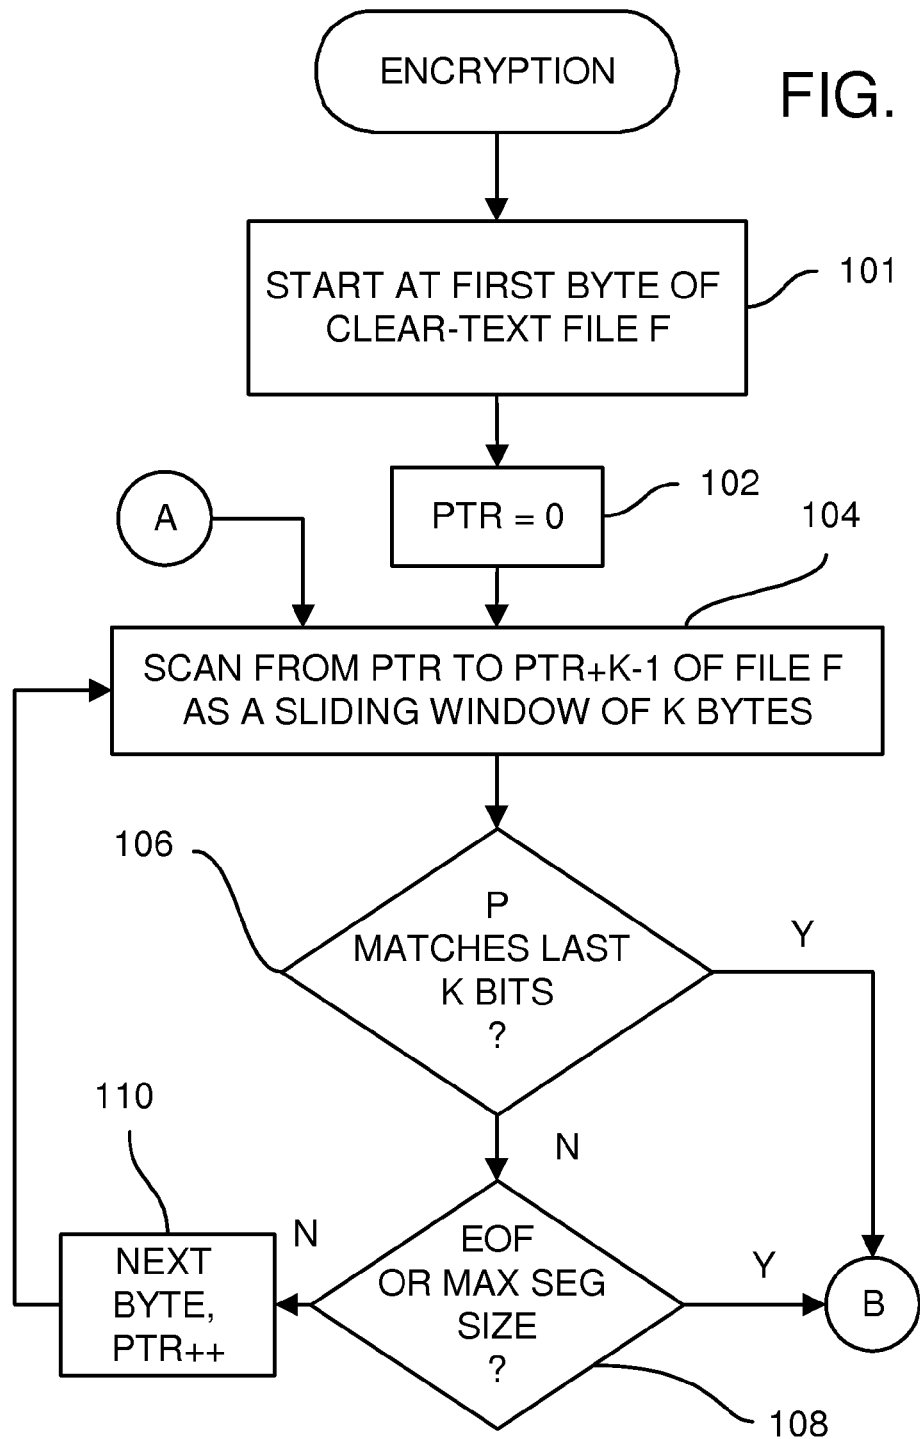 ENCRYPTION
FIG.
START AT FIRST BYTE OF
CLEAR-TEXT FILE F
101
PTR = 0
102
A
104
SCAN FROM PTR TO PTR+K-1 OF FILE F
AS A SLIDING WINDOW OF K BYTES
106
P
MATCHES LAST
K BITS
?
Y
N
110
NEXT
BYTE,
PTR++
N
EOF
OR MAX SEG
SIZE
?
Y
B
108